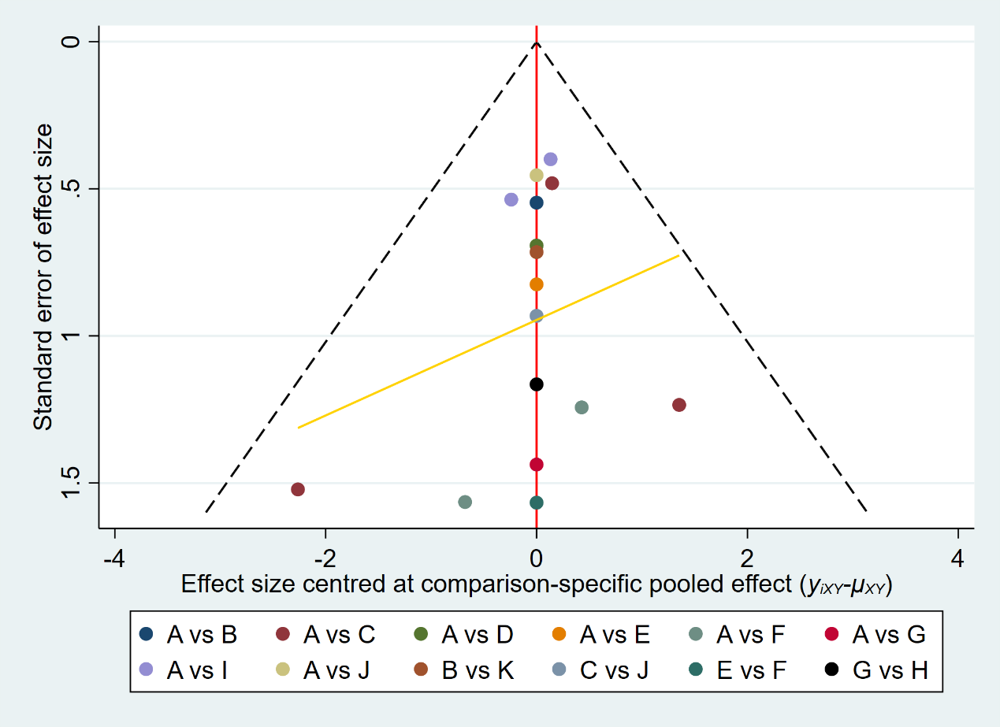 0
.5
1
1.5
Standard error of effect size
-4 -2 0 2 4
Effect size centred at comparison-specific pooled effect (yiXY-μXY)
A vs B A vs C A vs D A vs E A vs F A vs G
A vs I A vs J B vs K C vs J E vs F G vs H